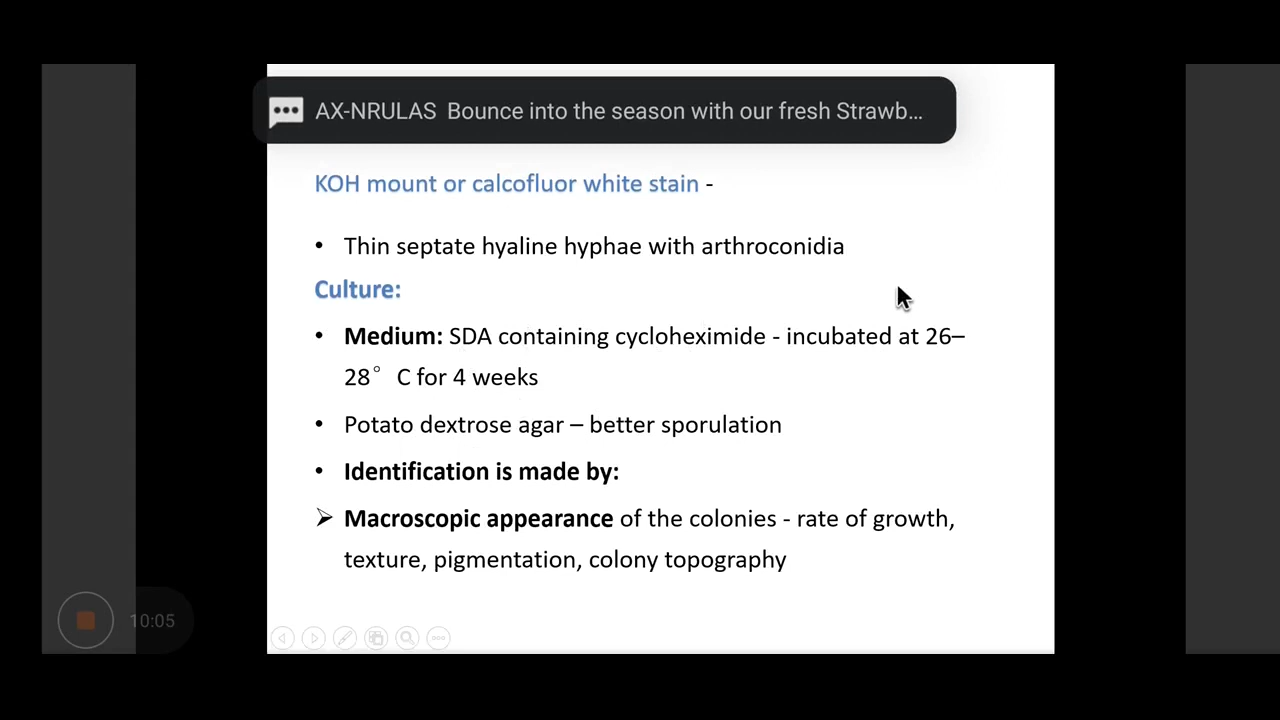 AX-NRULAS Bounce into the season with our fresh Strawb...
KOH mount or calcofluor white stain -
• Thin septate hyaline hyphae with arthroconidia
Culture:
• Medium: SDA containing cycloheximide - incubated at 26–
28° C for 4 weeks
• Potato dextrose agar – better sporulation
• Identification is made by:
➢ Macroscopic appearance of the colonies - rate of growth,
texture, pigmentation, colony topography
10:05